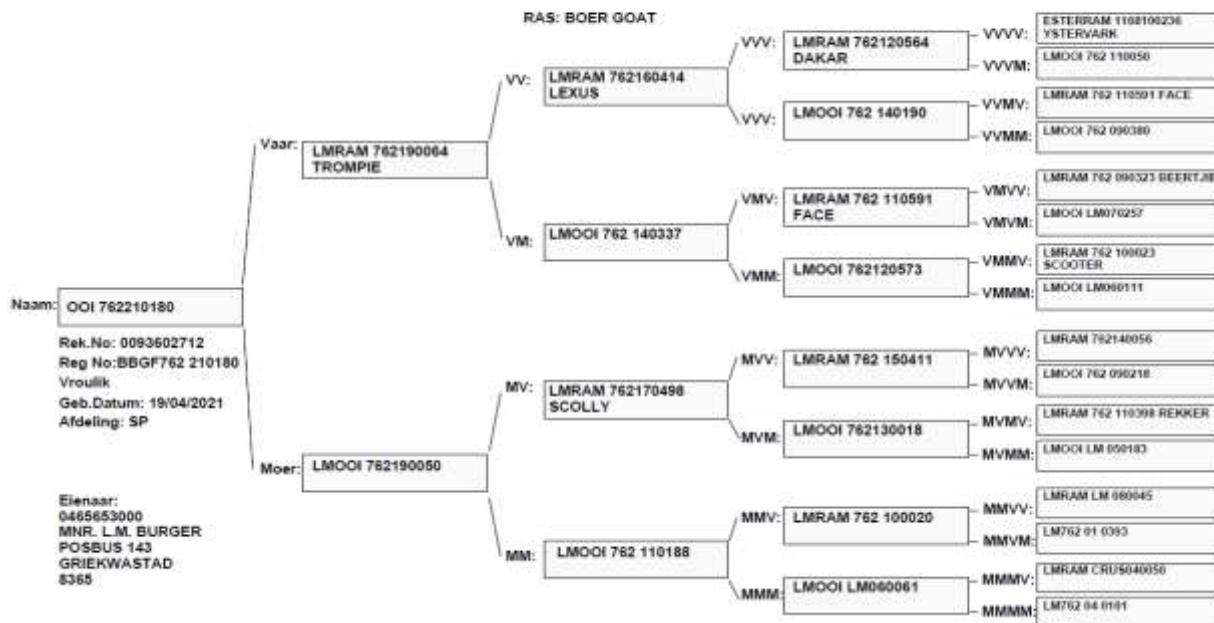 RAS: BOER GOAT
Naam: OOI 762210180
Rek.No: 0093602712
Reg No:BBGF762 210180
Vroulik
Geb.Datum: 19/04/2021
Afdeling: SP
Eienaar:
0465653000
MNR. L.M. BURGER
POSBUS 143
GRIEKWASTAD
8365
Vaar: LMRAM 762190064
TROMPIE
Moer: LMOOI 762190050
VV: LMRAM 762160414
LEXUS
VM: LMOOI 762 140337
MV: LMRAM 762170498
SCOLLY
MM: LMOOI 762 110188
VVV: LMRAM 762120564
DAKAR
VVV: LMOOI 762 140190
VMV: LMRAM 762 110591
FACE
VMM: LMOOI 762120573
MVV: LMRAM 762 150411
MVM: LMOOI 762130018
MMV: LMRAM 762 100020
MMM: LMOOI LM060061
VVVV: ESTERRAM 1108100236
YSTERVARK
VVVM: LMOOI 762 110050
VVMV: LMRAM 762 110591 FACE
VVMM: LMOOI 762 090380
VMVV: LMRAM 762 090323 BEERTJIE
VMVM: LMOOI LM070257
VMMV: LMRAM 762 100023
SCOOTER
VMMM: LMOOI LM060111
MVVV: LMRAM 762140056
MVVM: LMOOI 762 090218
MVMV: LMRAM 762 110398 REKKER
MVMM: LMOOI LM 050183
MMVV: LMRAM LM 080045
MMVM: LM762 01 0393
MMMV: LMRAM CRUS040050
MMMM: LM762 04 0101